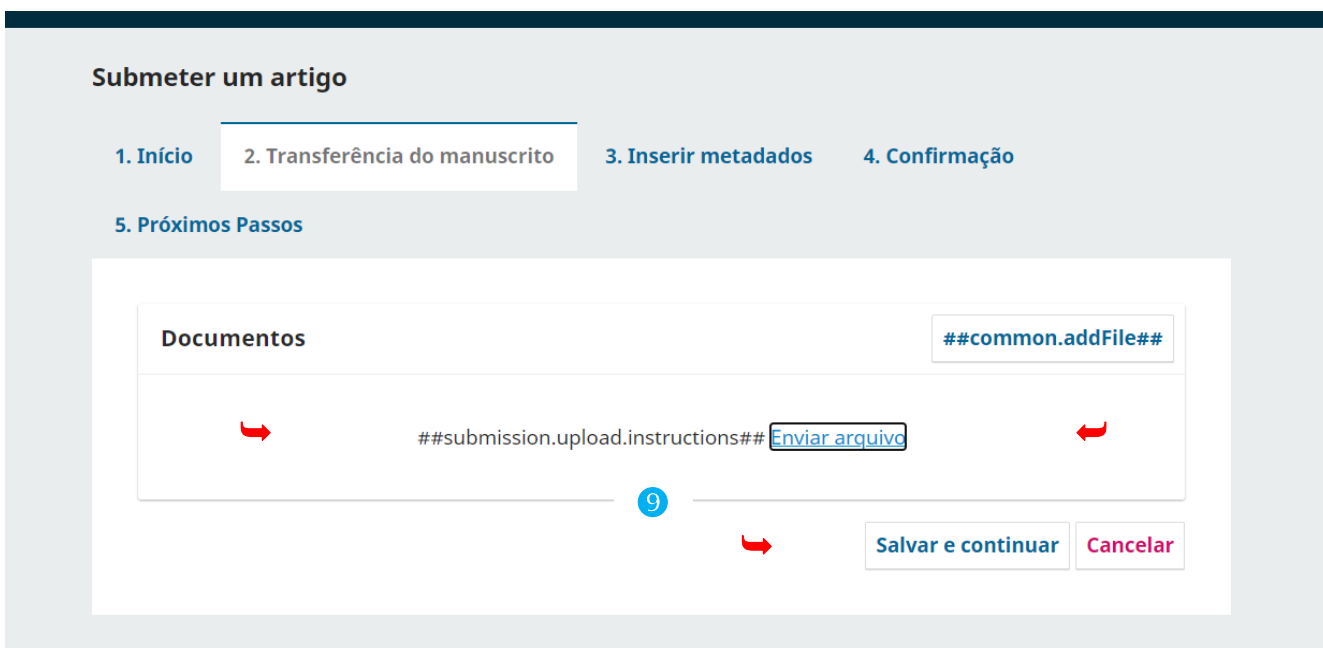 Submeter um artigo
1. Início 2. Transferência do manuscrito 3. Inserir metadados 4. Confirmação
5. Próximos Passos
Documentos ##common.addFile##
##submission.upload.instructions## Enviar arquivo
9
Salvar e continuar Cancelar